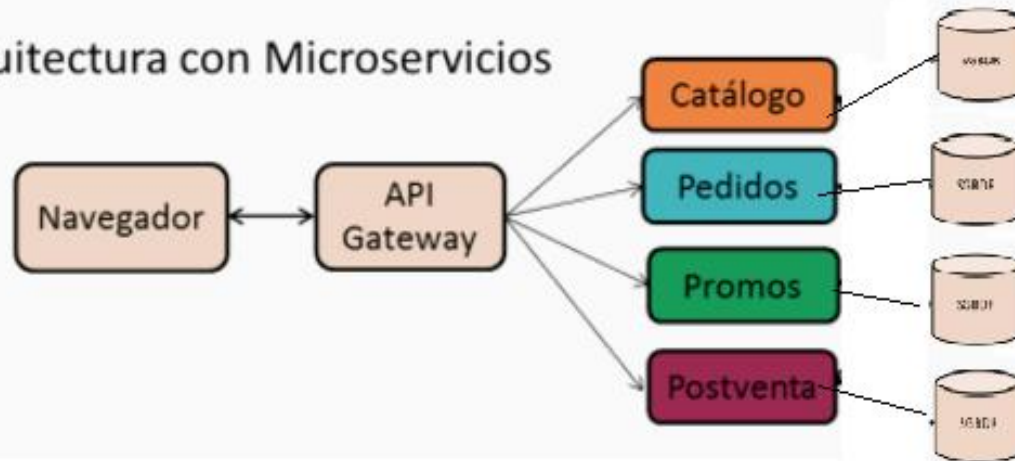 uitectura con Microservicios
Catálogo
Pedidos
Navegador
API
Gateway
Promos
Postventa